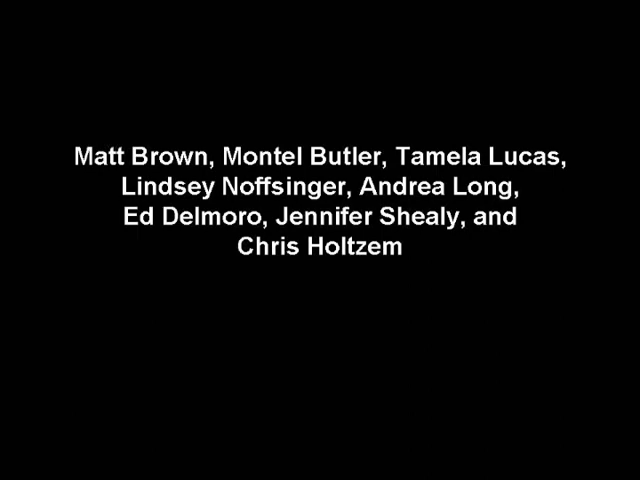 Matt Brown, Montel Butler, Tamela Lucas,
Lindsey Noffsinger, Andrea Long,
Ed Delmoro, Jennifer Shealy, and
Chris Holtzem